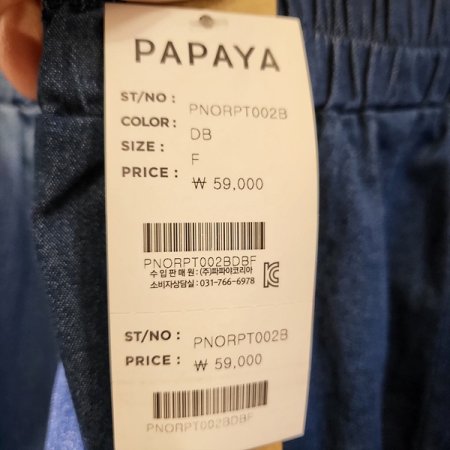 PAPAYA
ST/NO : PNORPT002B
COLOR : DB
SIZE : F
PRICE : ₩ 59,000
PNORPT002BDBF
수 입 판 매 원 : (주)파파야코리아
소비자상담실 : 031-766-6978
ST/NO : PNORPT002B
PRICE : ₩ 59,000
PNORPT002BDBF